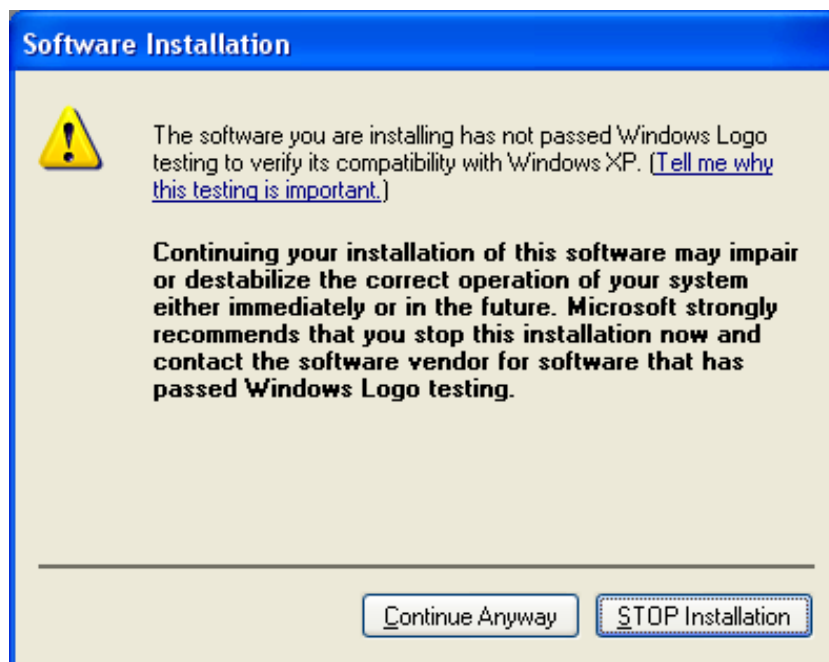 Software Installation
The software you are installing has not passed Windows Logo
testing to verify its compatibility with Windows XP. (Tell me why
this testing is important.)
Continuing your installation of this software may impair
or destabilize the correct operation of your system
either immediately or in the future. Microsoft strongly
recommends that you stop this installation now and
contact the software vendor for software that has
passed Windows Logo testing.
Continue Anyway
STOP Installation